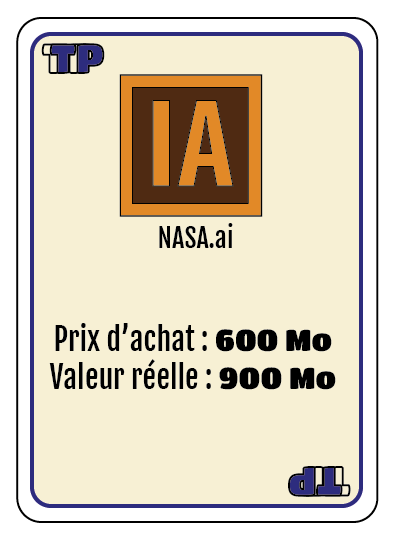 TP
IA
NASA.ai
Prix d’achat : 600 Mo
Valeur réelle : 900 Mo
TP